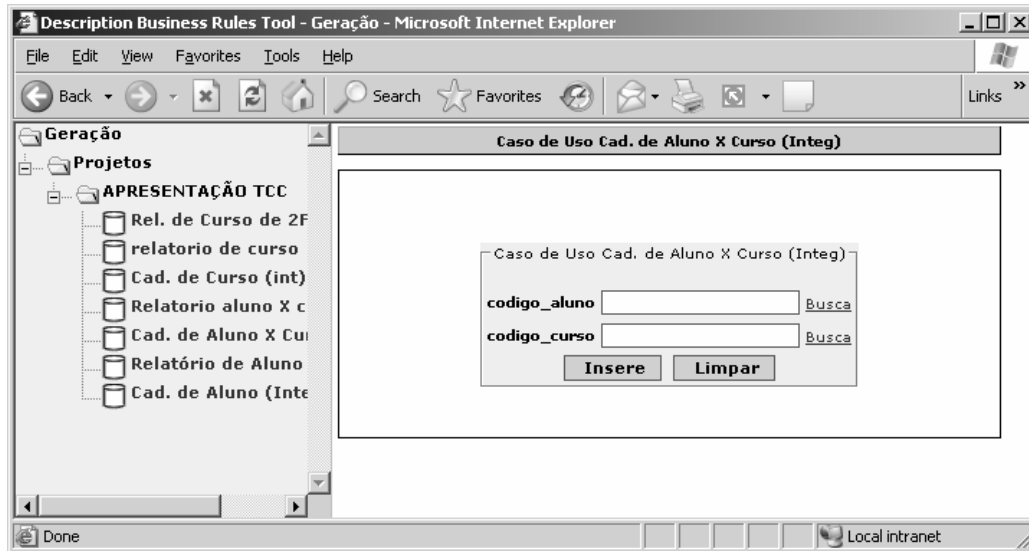 Description Business Rules Tool - Geração - Microsoft Internet Explorer
File Edit View Favorites Tools Help
Back Search Favorites Links »
Geração
Projetos
APRESENTAÇÃO TCC
Rel. de Curso de 2F
relatorio de curso
Cad. de Curso (int)
Relatorio aluno X c
Cad. de Aluno X Cu
Relatório de Aluno
Cad. de Aluno (Inte
Caso de Uso Cad. de Aluno X Curso (Integ)
Caso de Uso Cad. de Aluno X Curso (Integ)
codigo_aluno Busca
codigo_curso Busca
Insere Limpar
Done Local intranet